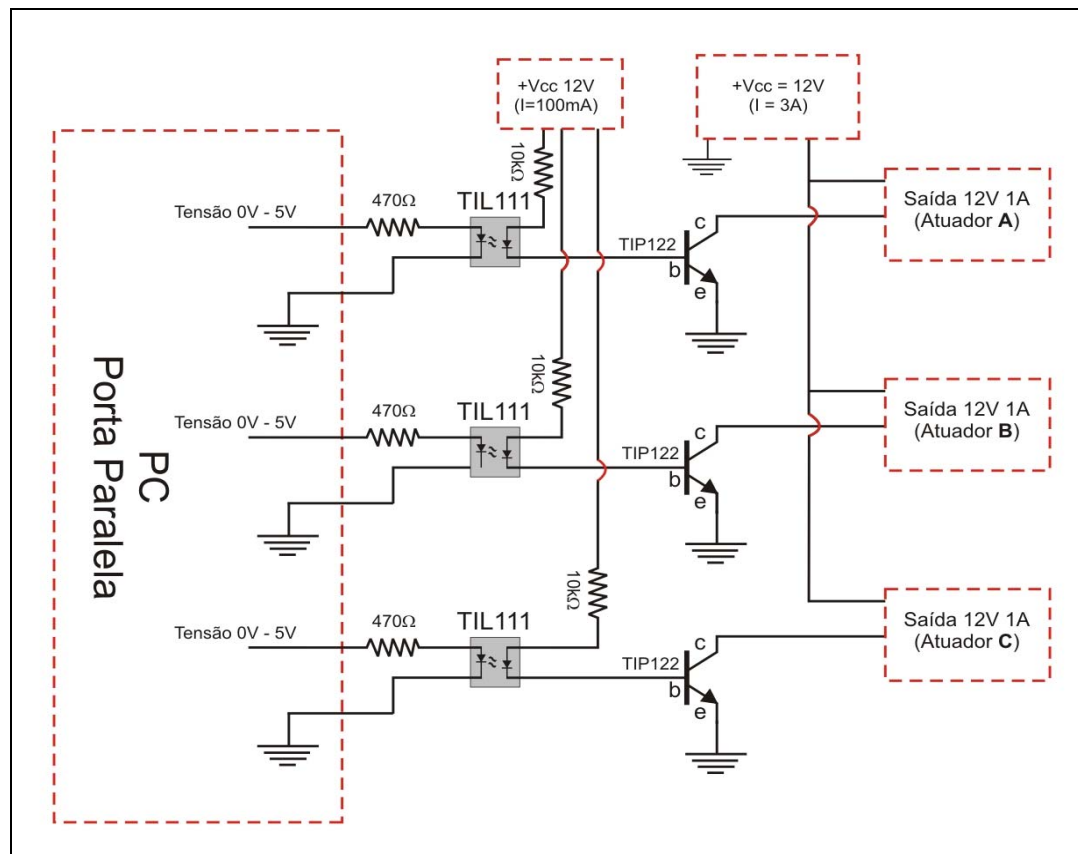 +Vcc 12V
(I=100mA)
+Vcc = 12V
(I = 3A)
10kΩ
470Ω
TIL111
Tensão 0V - 5V
TIP122
c
b
e
Saída 12V 1A
(Atuador A)
10kΩ
470Ω
TIL111
Tensão 0V - 5V
TIP122
c
b
e
Saída 12V 1A
(Atuador B)
PC
Porta Paralela
10kΩ
470Ω
TIL111
Tensão 0V - 5V
TIP122
c
b
e
Saída 12V 1A
(Atuador C)